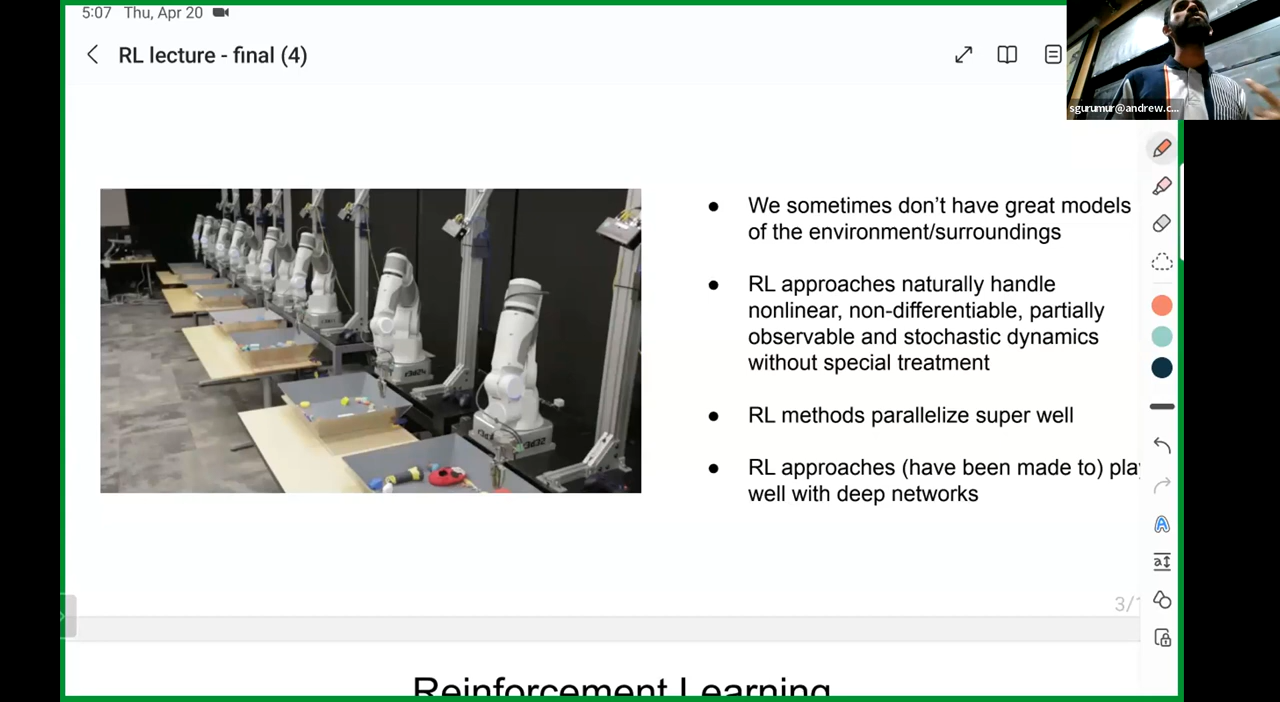 5:07 Thu, Apr 20
RL lecture - final (4)
sgurumur@andrew.c...
● We sometimes don't have great models
of the environment/surroundings
● RL approaches naturally handle
nonlinear, non-differentiable, partially
observable and stochastic dynamics
without special treatment
● RL methods parallelize super well
● RL approaches (have been made to) play
well with deep networks
3/1
Reinforcement Learning